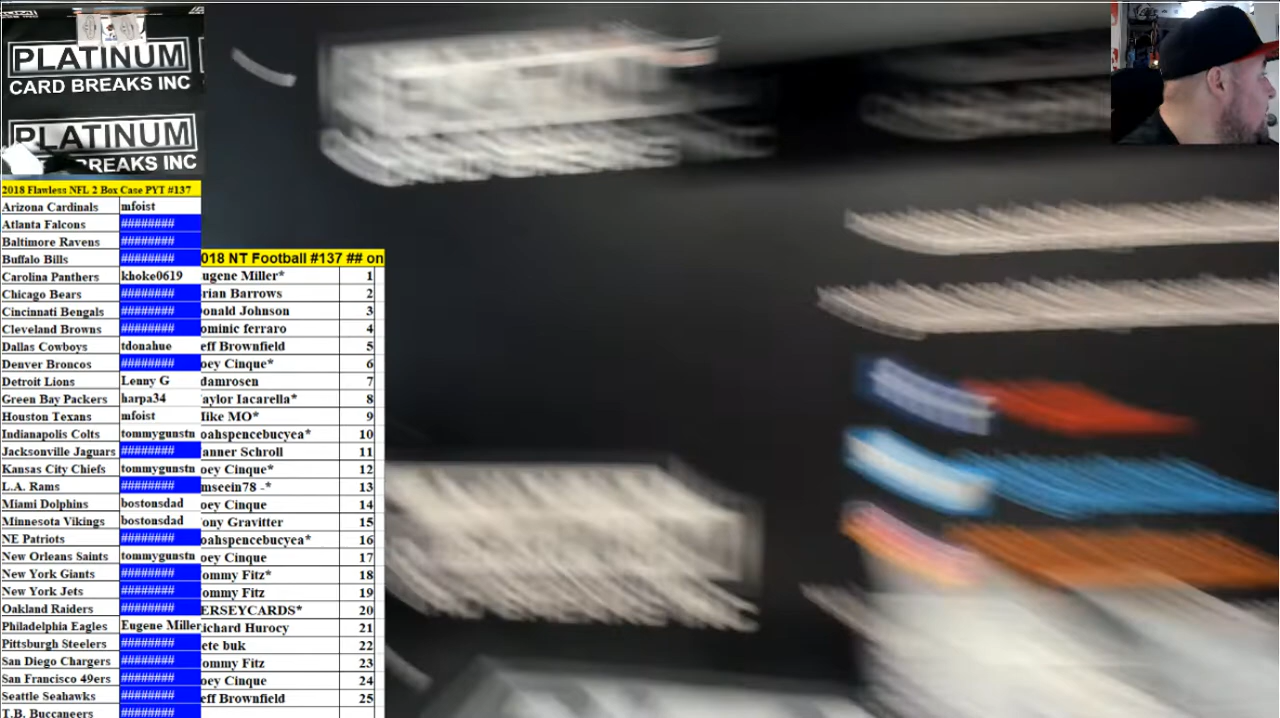 PLATINUM
CARD BREAKS INC
PLATINUM
BREAKS INC
2018 Flawless NFL 2 Box Case PYT #137
Arizona Cardinals mfoist
Atlanta Falcons ########
Baltimore Ravens ########
Buffalo Bills ########
Carolina Panthers khoke0619
Chicago Bears ########
Cincinnati Bengals ########
Cleveland Browns ########
Dallas Cowboys tdonahue
Denver Broncos ########
Detroit Lions Lenny G
Green Bay Packers harpa34
Houston Texans mfoist
Indianapolis Colts tommygunstn
Jacksonville Jaguars ########
Kansas City Chiefs tommygunstn
L.A. Rams ########
Miami Dolphins bostonsdad
Minnesota Vikings bostonsdad
NE Patriots ########
New Orleans Saints tommygunstn
New York Giants ########
New York Jets ########
Oakland Raiders ########
Philadelphia Eagles Eugene Miller
Pittsburgh Steelers ########
San Diego Chargers ########
San Francisco 49ers ########
Seattle Seahawks ########
T.B. Buccaneers ########
018 NT Football #137 ## on
ugene Miller* 1
rian Barrows 2
onald Johnson 3
ominic ferraro 4
eff Brownfield 5
oey Cinque* 6
damrosen 7
aylor Iacarella* 8
Mike MO* 9
oahspencebucyea* 10
anner Schroll 11
oey Cinque* 12
mseein78 -* 13
oey Cinque 14
ony Gravitter 15
oahspencebucyea* 16
oey Cinque 17
ommy Fitz* 18
ommy Fitz 19
ERSEYCARDS* 20
ichard Hurocy 21
ete buk 22
ommy Fitz 23
oey Cinque 24
eff Brownfield 25